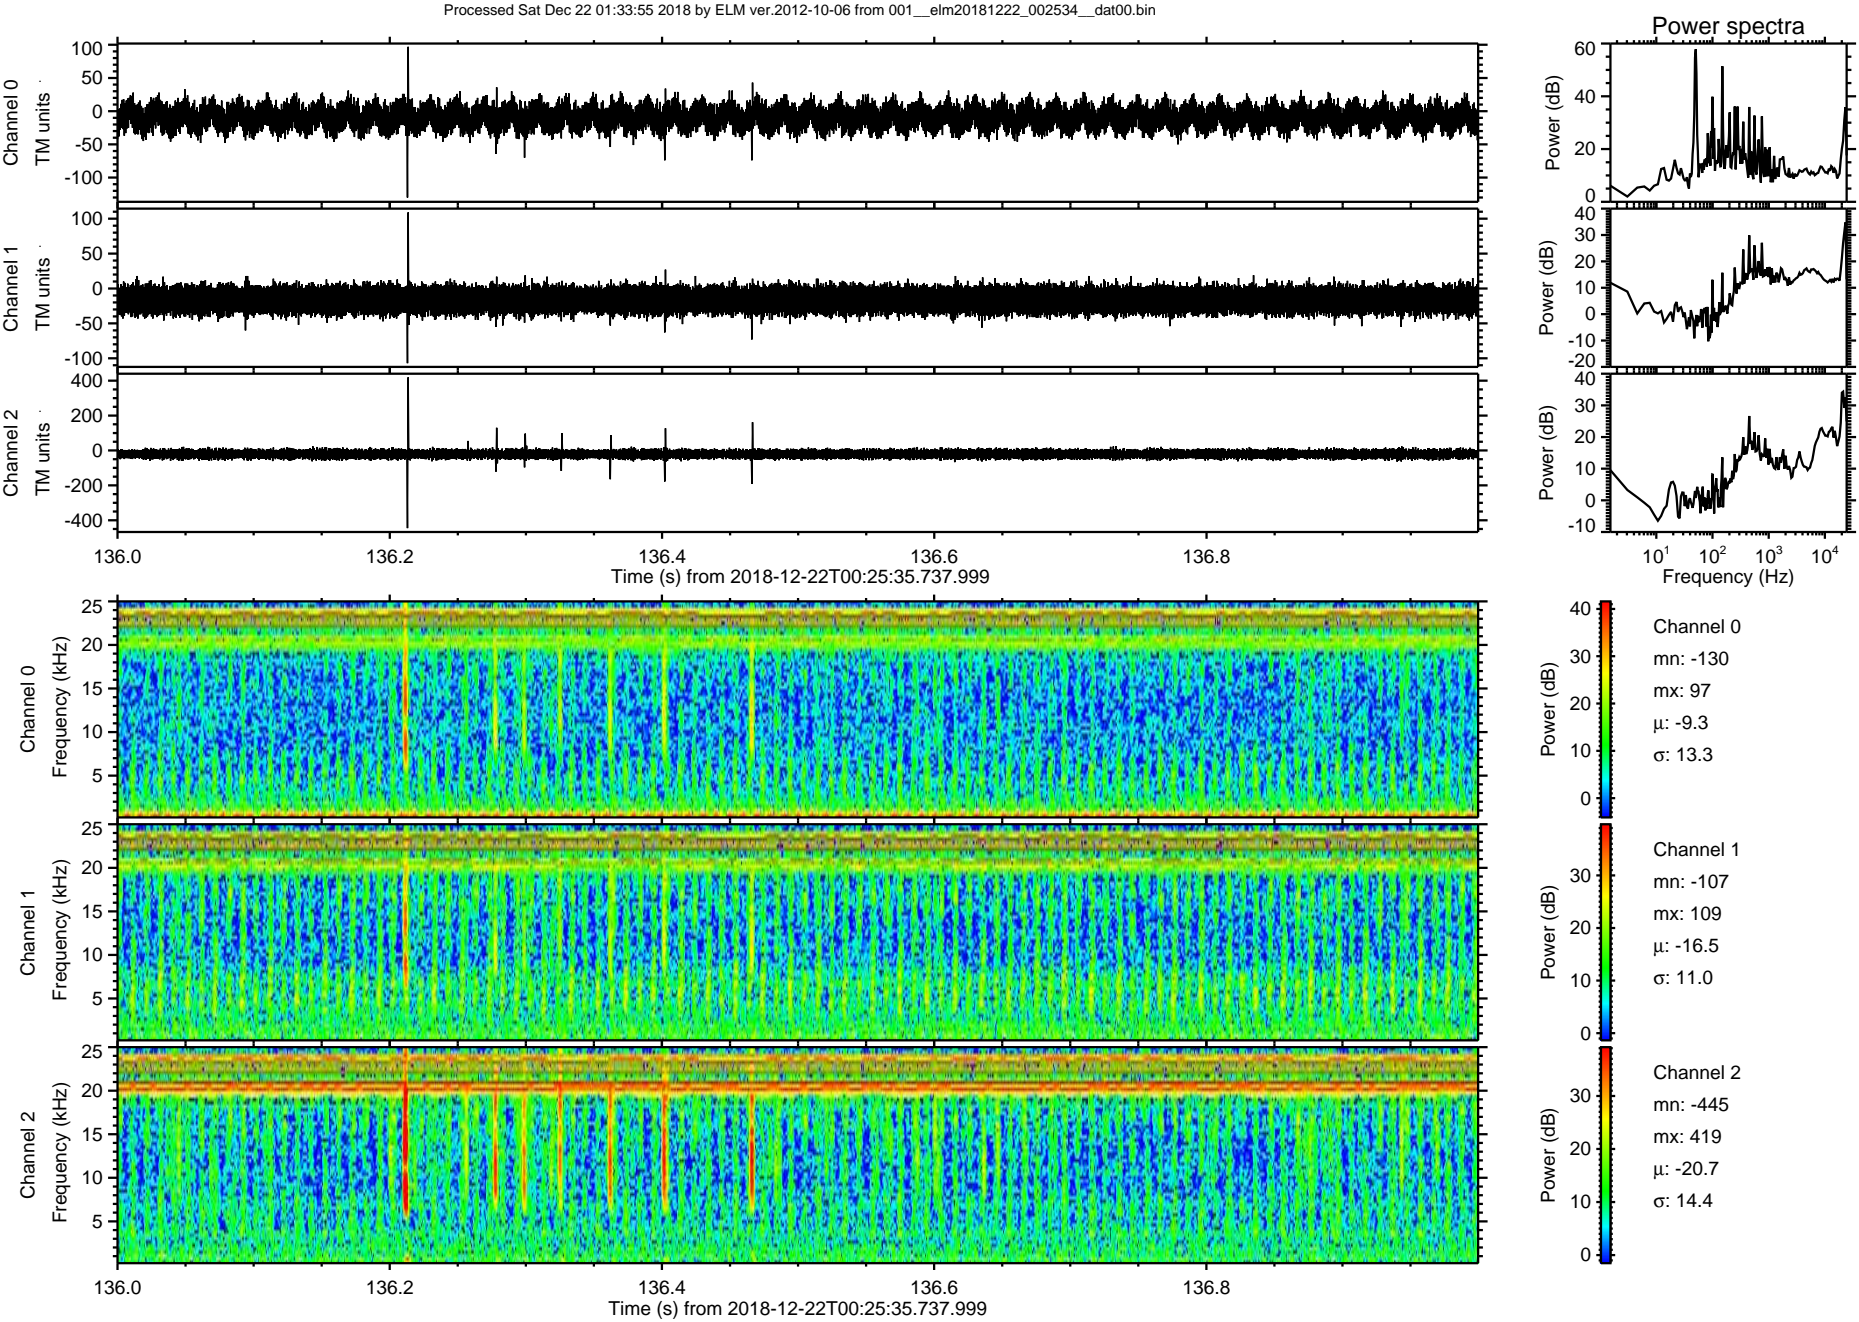 Processed Sat Dec 22 01:33:55 2018 by ELM ver.2012-10-06 from 001__elm20181222_002534__dat00.bin
Power spectra
Channel 0
TM units
100
50
0
-50
-100
Power (dB)
60
40
20
0
Channel 1
TM units
100
50
0
-50
-100
Power (dB)
40
30
20
10
0
-10
-20
Channel 2
TM units
400
200
0
-200
-400
Power (dB)
40
30
20
10
0
-10
136.0 136.2 136.4 136.6 136.8
Time (s) from 2018-12-22T00:25:35.737.999
10¹ 10² 10³ 10⁴
Frequency (Hz)
Channel 0
Frequency (kHz)
25
20
15
10
5
Power (dB)
40
30
20
10
0
Channel 0
mn: -130
mx: 97
μ: -9.3
σ: 13.3
Channel 1
Frequency (kHz)
25
20
15
10
5
Power (dB)
30
20
10
0
Channel 1
mn: -107
mx: 109
μ: -16.5
σ: 11.0
Channel 2
Frequency (kHz)
25
20
15
10
5
Power (dB)
30
20
10
0
Channel 2
mn: -445
mx: 419
μ: -20.7
σ: 14.4
136.0 136.2 136.4 136.6 136.8
Time (s) from 2018-12-22T00:25:35.737.999